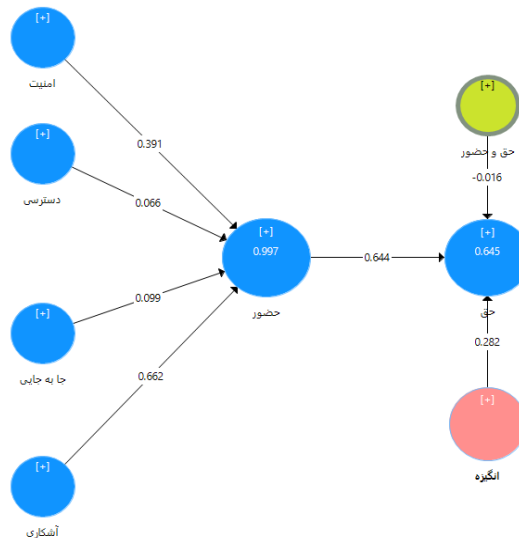 [+]
امنیت
[+]
دسترسی
[+]
جا به جایی
[+]
آشکاری
0.391
0.066
0.099
0.662
[+]
0.997
حضور
0.644
[+]
حق و حضور
-0.016
[+]
0.645
حق
0.282
[+]
انگیزه